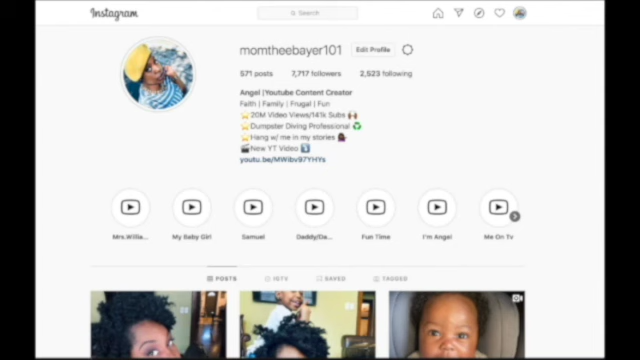 Instagram
Search
momtheebayer101 Edit Profile
571 posts 7,717 followers 2,523 following
Angel |Youtube Content Creator
Faith | Family | Frugal | Fun
⭐20M Video Views/141k Subs 🙌
⭐Dumpster Diving Professional ♻️
⭐Hang w/ me in my stories
🎬New YT Video ⤵️
youtu.be/MWibv97YHYs
Mrs.Willia... My Baby Girl Samuel Daddy/Da... Fun Time I'm Angel Me On Tv
POSTS IGTV SAVED TAGGED